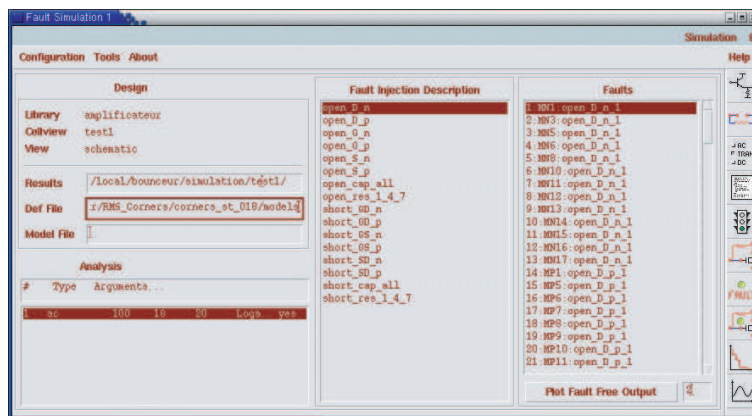 Fault Simulation 1
Simulation
Configuration Tools About
Help
Design
Library amplificateur
Cellview test1
View schematic
Results /local/bounceur/simulation/test1/
Def File r/RMS_Corners/corners_st_018/models
Model File
Analysis
# Type Arguments...
1 ac 100 10 20 Loga. yes
Fault Injection Description
open_D_n
open_D_p
open_G_n
open_G_p
open_S_n
open_S_p
open_cap_all
open_res_1_4_7
short_GD_n
short_GD_p
short_GS_n
short_GS_p
short_SD_n
short_SD_p
short_cap_all
short_res_1_4_7
Faults
1:MN1:open_D_n_1
2:MN3:open_D_n_1
3:MN5:open_D_n_1
4:MN6:open_D_n_1
5:MN8:open_D_n_1
6:MN10:open_D_n_1
7:MN11:open_D_n_1
8:MN12:open_D_n_1
9:MN13:open_D_n_1
10:MN14:open_D_n_1
11:MN15:open_D_n_1
12:MN16:open_D_n_1
13:MN17:open_D_n_1
14:MP1:open_D_p_1
15:MP5:open_D_p_1
16:MP6:open_D_p_1
17:MP7:open_D_p_1
18:MP8:open_D_p_1
19:MP9:open_D_p_1
20:MP10:open_D_p_1
21:MP11:open_D_p_1
Plot Fault Free Output
AC
TRAN
DC
FAUL